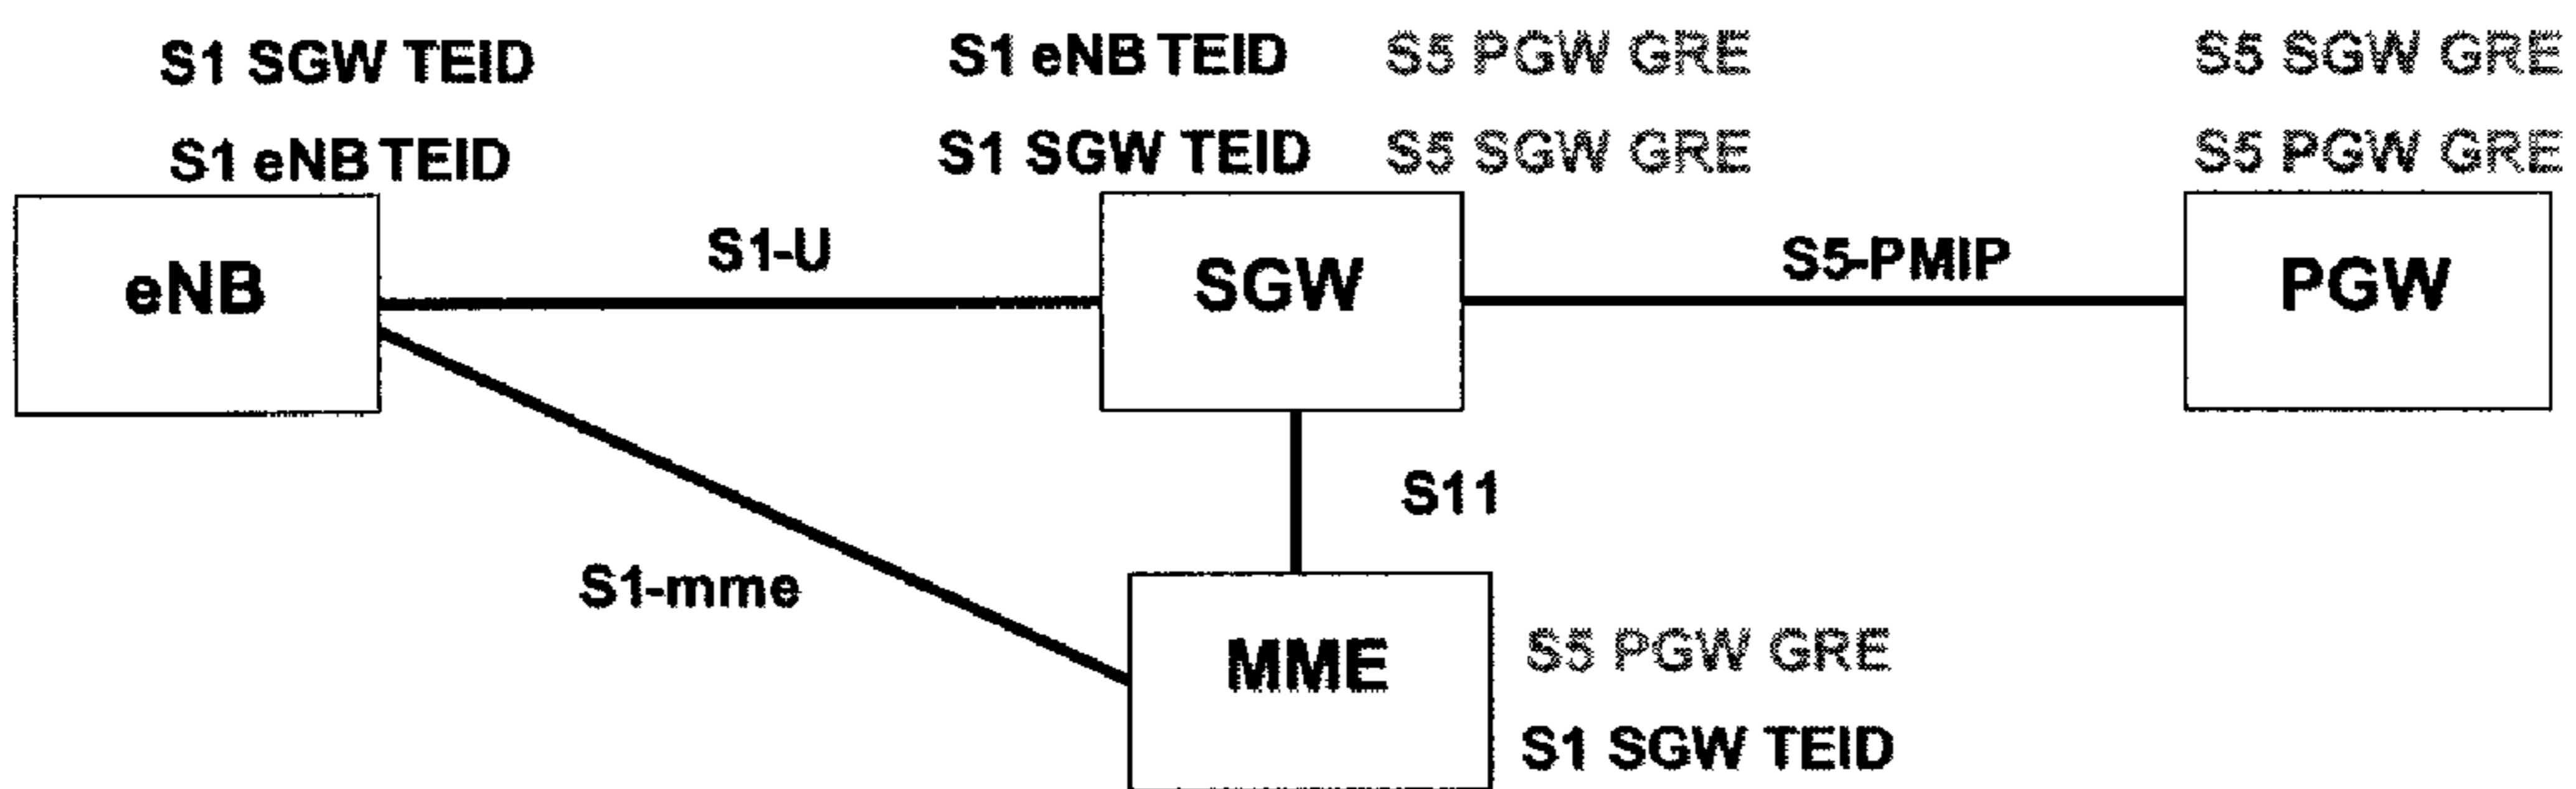 S1 SGW TEID
S1 eNB TEID
S1 eNB TEID
S1 SGW TEID
S5 PGW GRE
S5 SGW GRE
S5 SGW GRE
S5 PGW GRE
eNB
S1-U
SGW
S5-PMIP
PGW
S11
S1-mme
MME
S5 PGW GRE
S1 SGW TEID